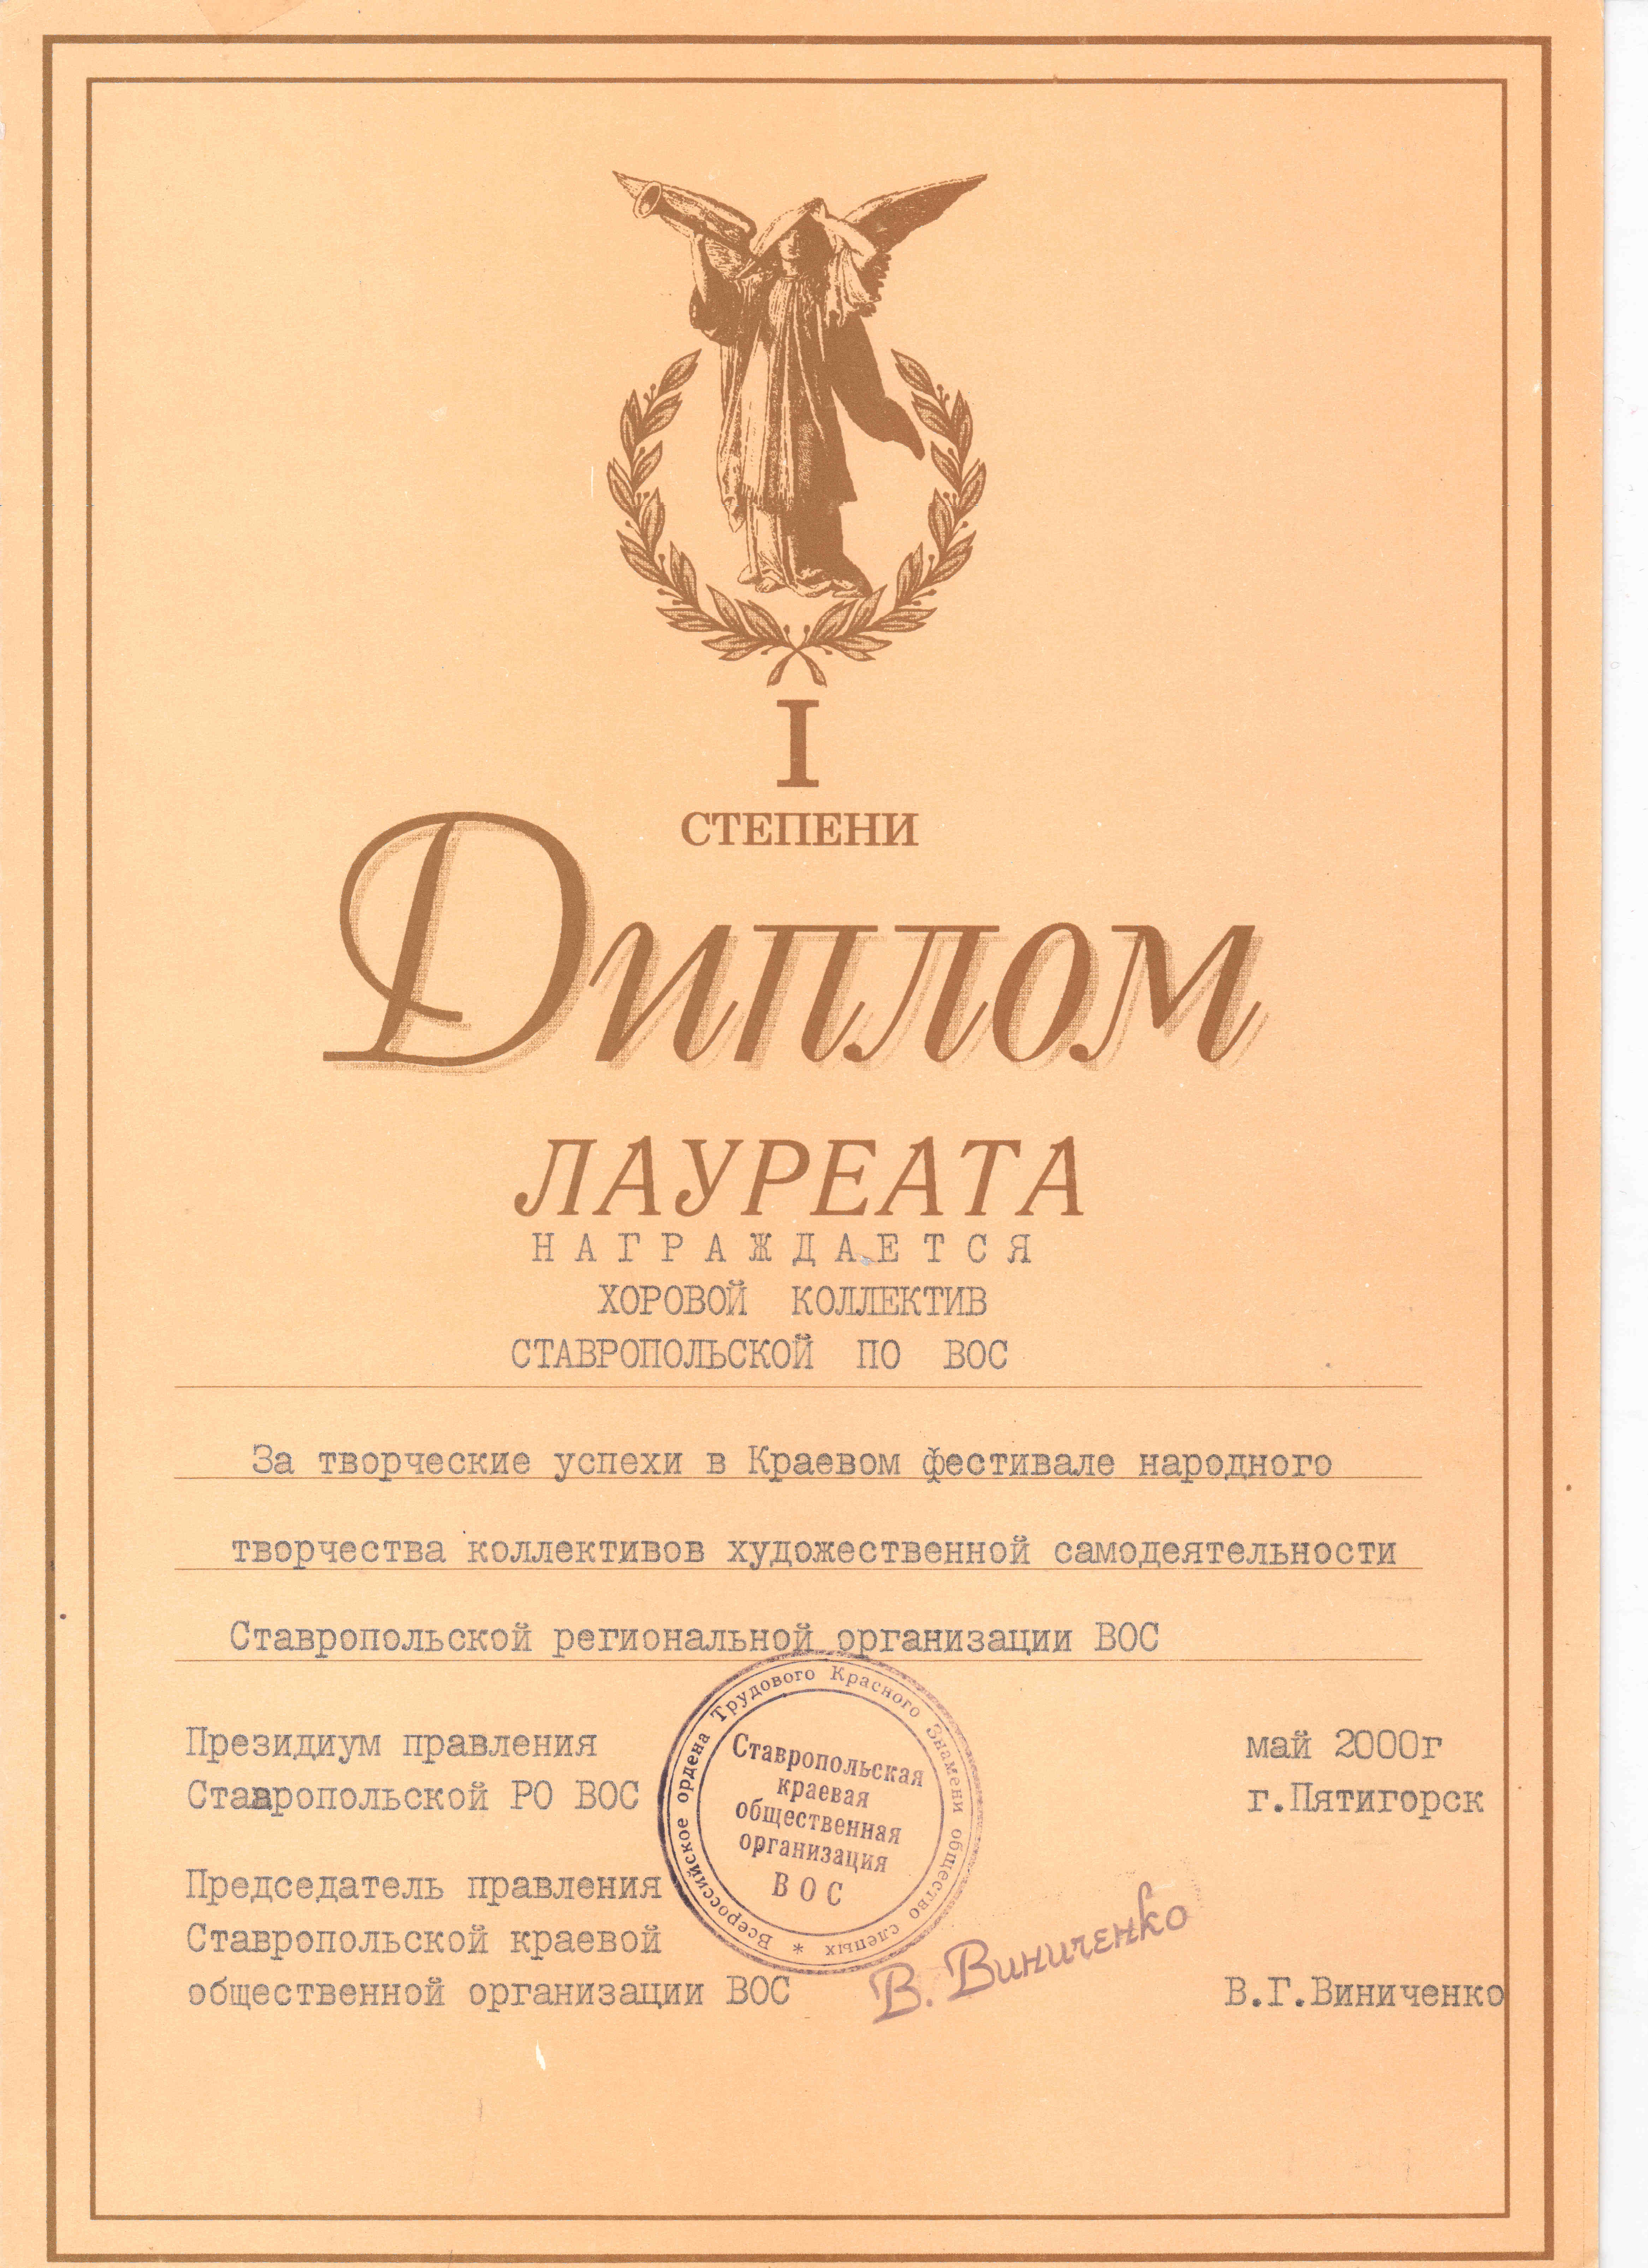 I
СТЕПЕНИ
Диплом
ЛАУРЕАТА
НАГРАЖДАЕТСЯ
ХОРОВОЙ КОЛЛЕКТИВ
СТАВРОПОЛЬСКОЙ ПО ВОС
За творческие успехи в Краевом фестивале народного
творчества коллективов художественной самодеятельности
Ставропольской региональной организации ВОС
Президиум правления
Ставропольской РО ВОС
май 2000г
г.Пятигорск
Всероссийское ордена Трудового Красного Знамени общество слепых *
Ставропольская
краевая
общественная
организация
ВОС
Председатель правления
Ставропольской краевой
общественной организации ВОС
В. Виниченко
В.Г.Виниченко